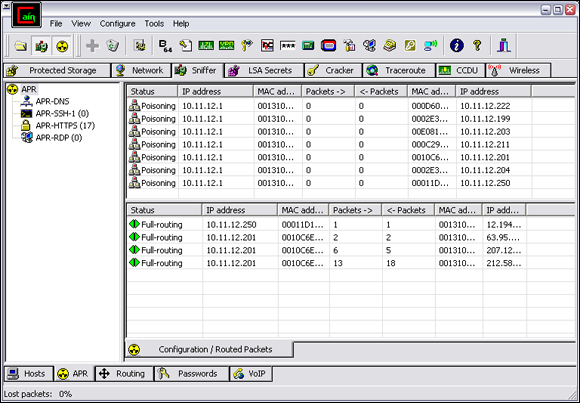 Cain
File View Configure Tools Help
Protected Storage Network Sniffer LSA Secrets Cracker Traceroute CCDU Wireless
APR
APR-DNS
APR-SSH-1 (0)
APR-HTTPS (17)
APR-RDP (0)
Status IP address MAC ad... Packets -> <- Packets MAC ad... IP address
Poisoning 10.11.12.1 001310... 0 0 000D60... 10.11.12.222
Poisoning 10.11.12.1 001310... 0 0 0002E3... 10.11.12.199
Poisoning 10.11.12.1 001310... 0 0 00E081... 10.11.12.203
Poisoning 10.11.12.1 001310... 0 0 000C29... 10.11.12.211
Poisoning 10.11.12.1 001310... 0 0 0010C6... 10.11.12.201
Poisoning 10.11.12.1 001310... 0 0 0002E3... 10.11.12.204
Poisoning 10.11.12.1 001310... 0 0 00011D... 10.11.12.250
Status IP address MAC add... Packets -> <- Packets MAC ad... IP add...
Full-routing 10.11.12.250 00011D1... 1 1 001310... 12.194...
Full-routing 10.11.12.201 0010C6E... 2 2 001310... 63.95....
Full-routing 10.11.12.201 0010C6E... 6 5 001310... 207.12...
Full-routing 10.11.12.201 0010C6E... 13 18 001310... 212.58...
Configuration / Routed Packets
Hosts APR Routing Passwords VoIP
Lost packets: 0%